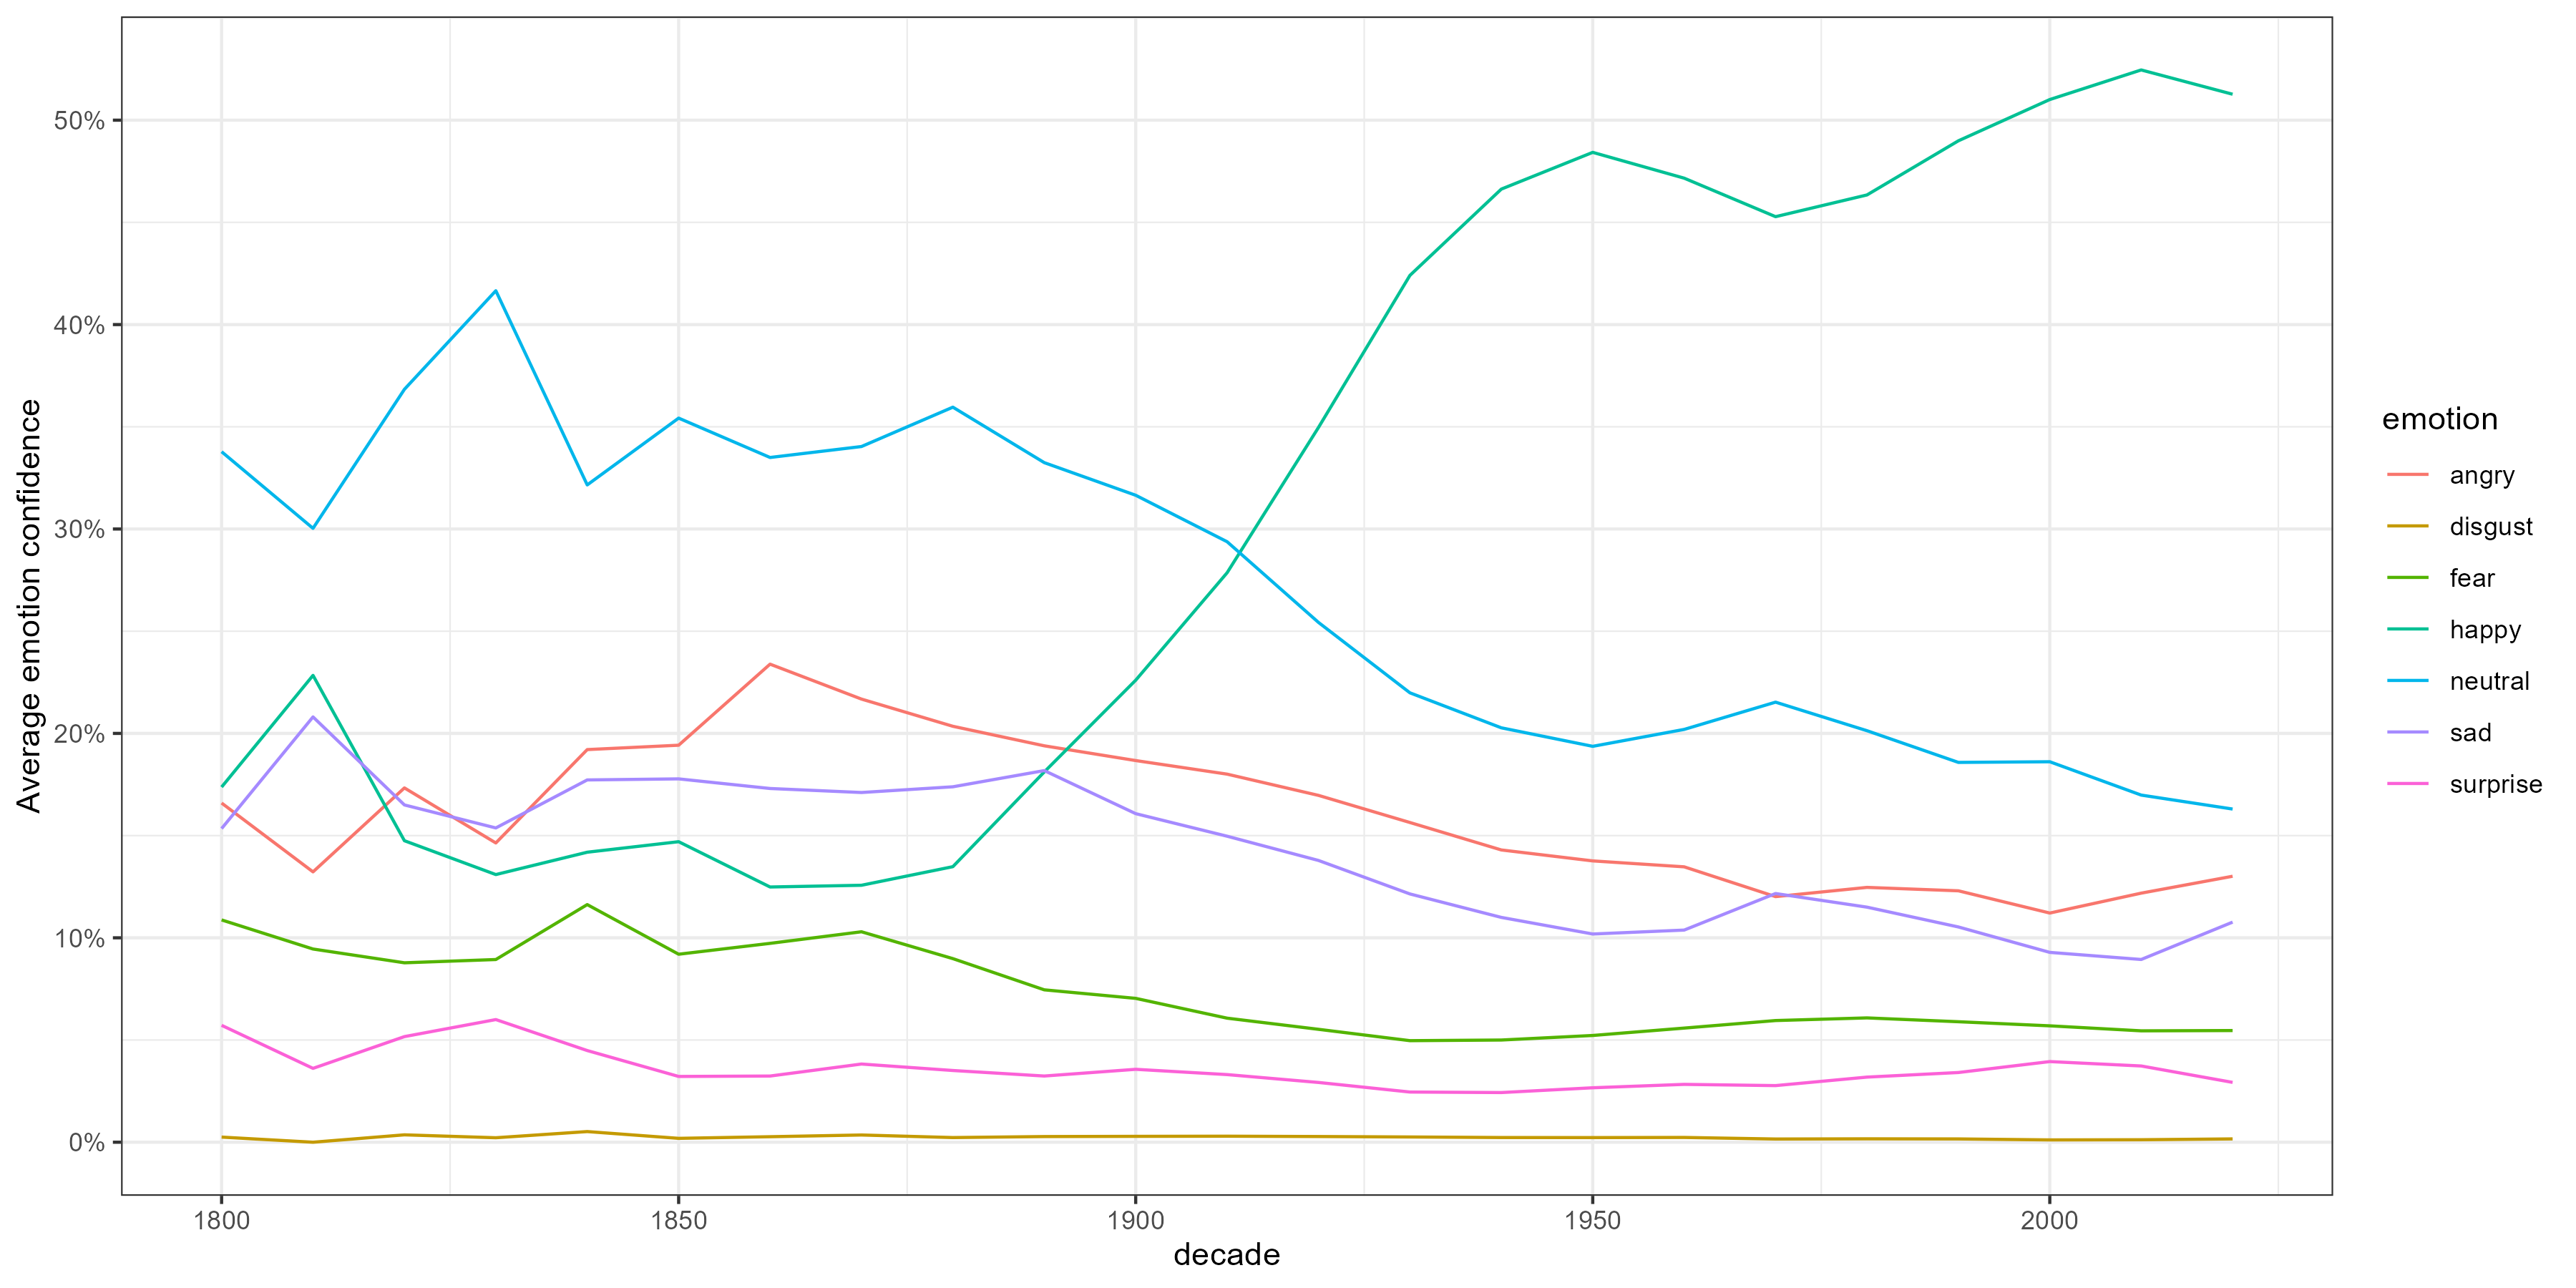 50%
40%
30%
20%
10%
0%
Average emotion confidence
1800 1850 1900 1950 2000
decade
emotion
angry
disgust
fear
happy
neutral
sad
surprise